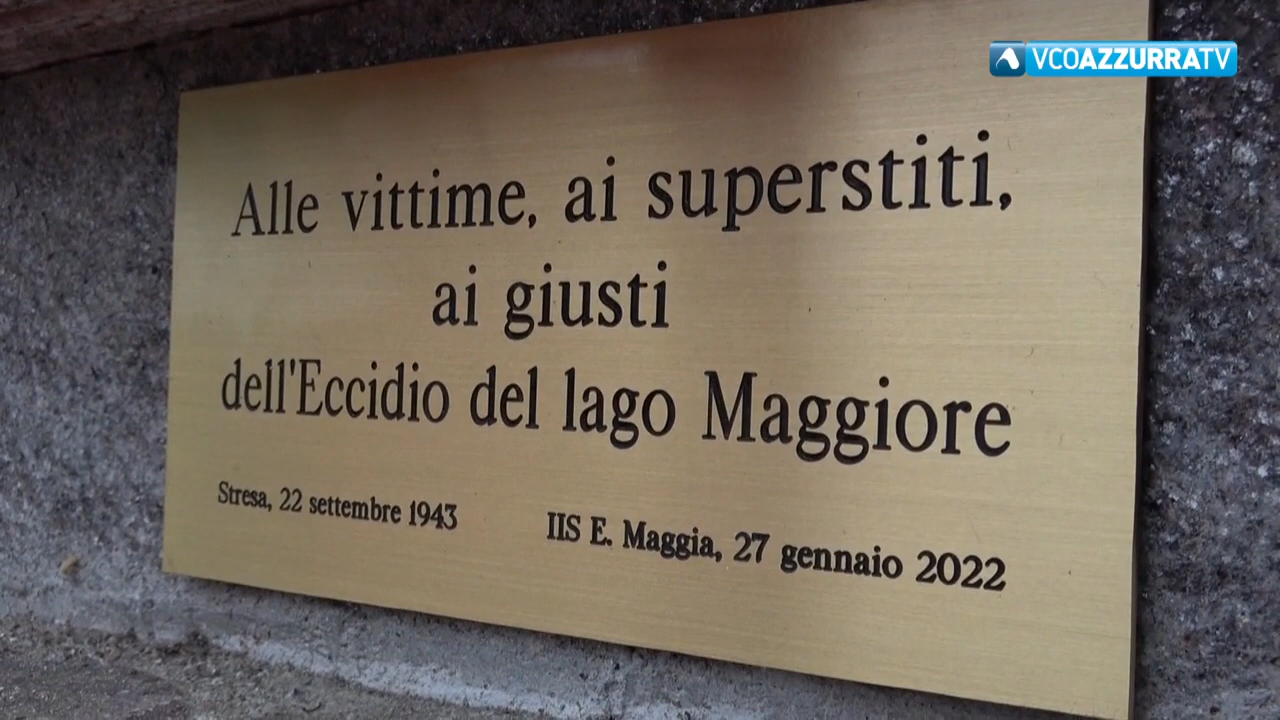 VCOAZZURRATV
Alle vittime, ai superstiti,
ai giusti
dell'Eccidio del lago Maggiore
Stresa, 22 settembre 1943
IIS E. Maggia, 27 gennaio 2022